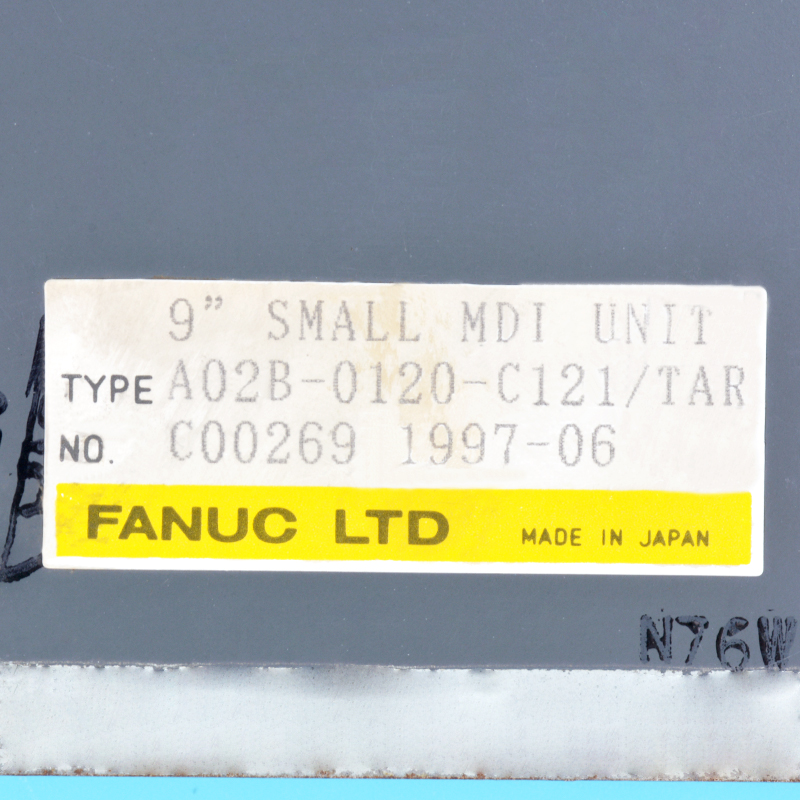 9” SMALL MDI UNIT
TYPE A02B-0120-C121/TAR
NO. C00269 1997-06
FANUC LTD MADE IN JAPAN
N76W